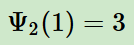 Ψ₂(1) = 3